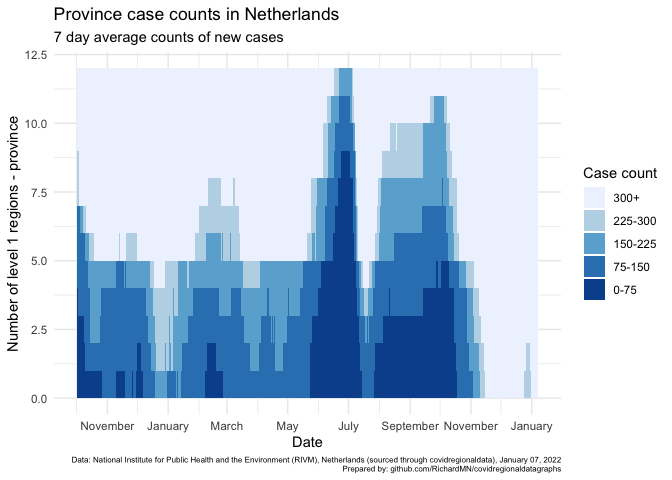 Province case counts in Netherlands
7 day average counts of new cases
12.5
10.0
7.5
5.0
2.5
0.0
Number of level 1 regions - province
November January March May July September November January
Date
Case count
300+
225-300
150-225
75-150
0-75
Data: National Institute for Public Health and the Environment (RIVM), Netherlands (sourced through covidregionaldata), January 07, 2022
Prepared by: github.com/RichardMN/covidregionaldatagraphs